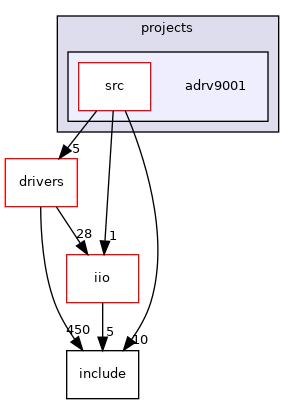 projects
src
adrv9001
5
drivers
28
1
iio
450
5
10
include